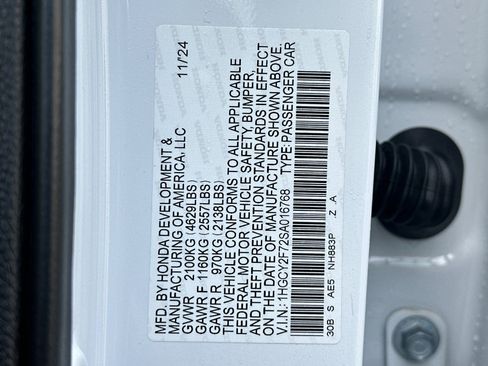 MFD. BY HONDA DEVELOPMENT & 11/24
MANUFACTURING OF AMERICA, LLC
GVWR 2100KG (4629LBS)
GAWR F 1160KG (2557LBS)
GAWR R 970KG (2138LBS)
THIS VEHICLE CONFORMS TO ALL APPLICABLE
FEDERAL MOTOR VEHICLE SAFETY, BUMPER,
AND THEFT PREVENTION STANDARDS IN EFFECT
ON THE DATE OF MANUFACTURE SHOWN ABOVE.
V.I.N.: 1HGCY2F72SA016768 TYPE: PASSENGER CAR
30B S AE5 NH883P Z A